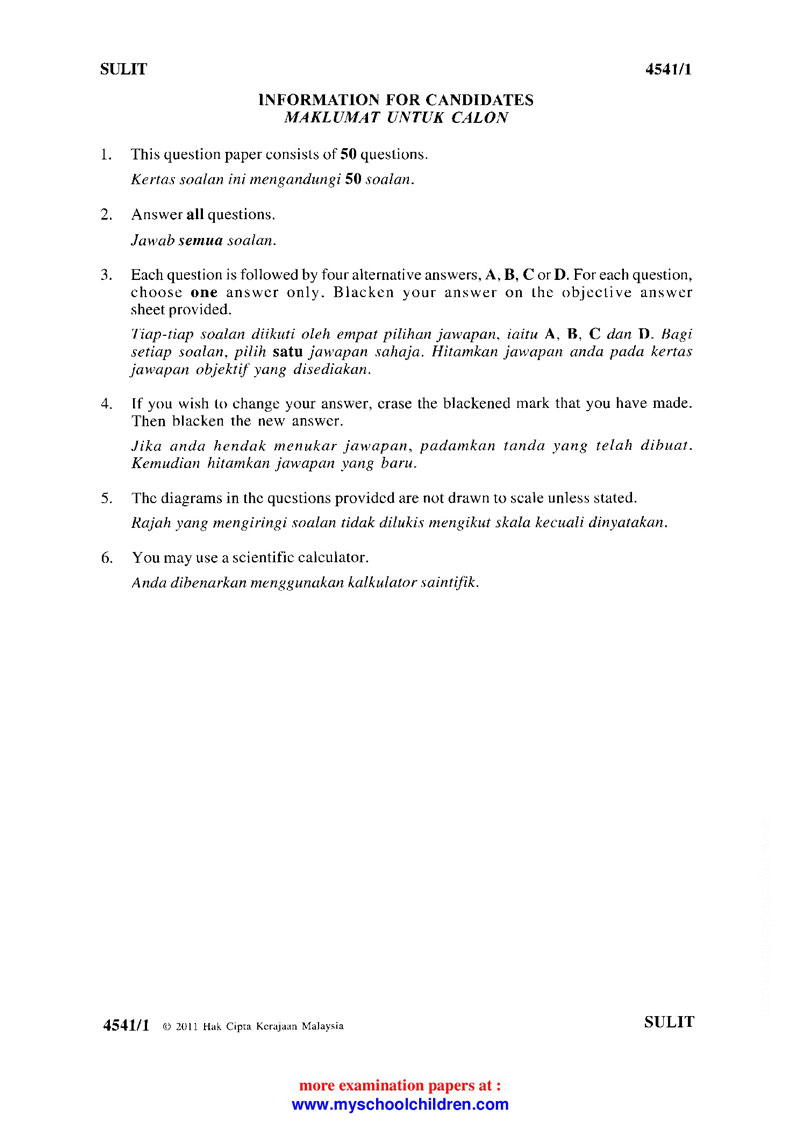 SULIT 4541/1
INFORMATION FOR CANDIDATES
MAKLUMAT UNTUK CALON
1. This question paper consists of 50 questions.
Kertas soalan ini mengandungi 50 soalan.
2. Answer all questions.
Jawab semua soalan.
3. Each question is followed by four alternative answers, A, B, C or D. For each question,
choose one answer only. Blacken your answer on the objective answer
sheet provided.
Tiap-tiap soalan diikuti oleh empat pilihan jawapan, iaitu A, B, C dan D. Bagi
setiap soalan, pilih satu jawapan sahaja. Hitamkan jawapan anda pada kertas
jawapan objektif yang disediakan.
4. If you wish to change your answer, erase the blackened mark that you have made.
Then blacken the new answer.
Jika anda hendak menukar jawapan, padamkan tanda yang telah dibuat.
Kemudian hitamkan jawapan yang baru.
5. The diagrams in the questions provided are not drawn to scale unless stated.
Rajah yang mengiringi soalan tidak dilukis mengikut skala kecuali dinyatakan.
6. You may use a scientific calculator.
Anda dibenarkan menggunakan kalkulator saintifik.
4541/1 © 2011 Hak Cipta Kerajaan Malaysia SULIT
more examination papers at :
www.myschoolchildren.com